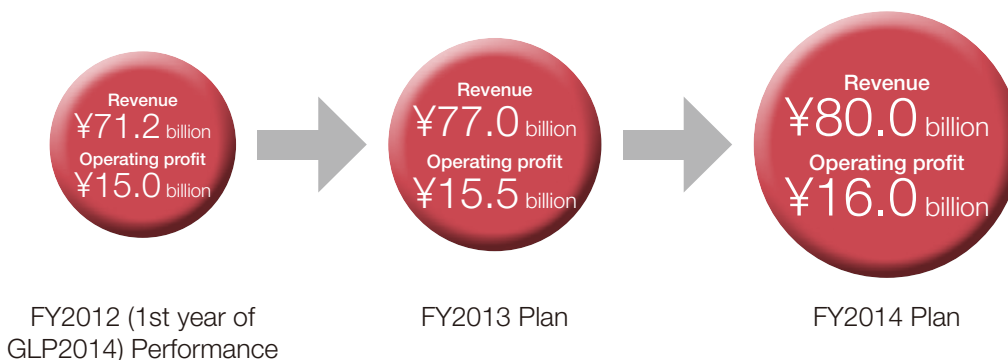 Revenue
¥71.2 billion
Operating profit
¥15.0 billion
FY2012 (1st year of
GLP2014) Performance
Revenue
¥77.0 billion
Operating profit
¥15.5 billion
FY2013 Plan
Revenue
¥80.0 billion
Operating profit
¥16.0 billion
FY2014 Plan